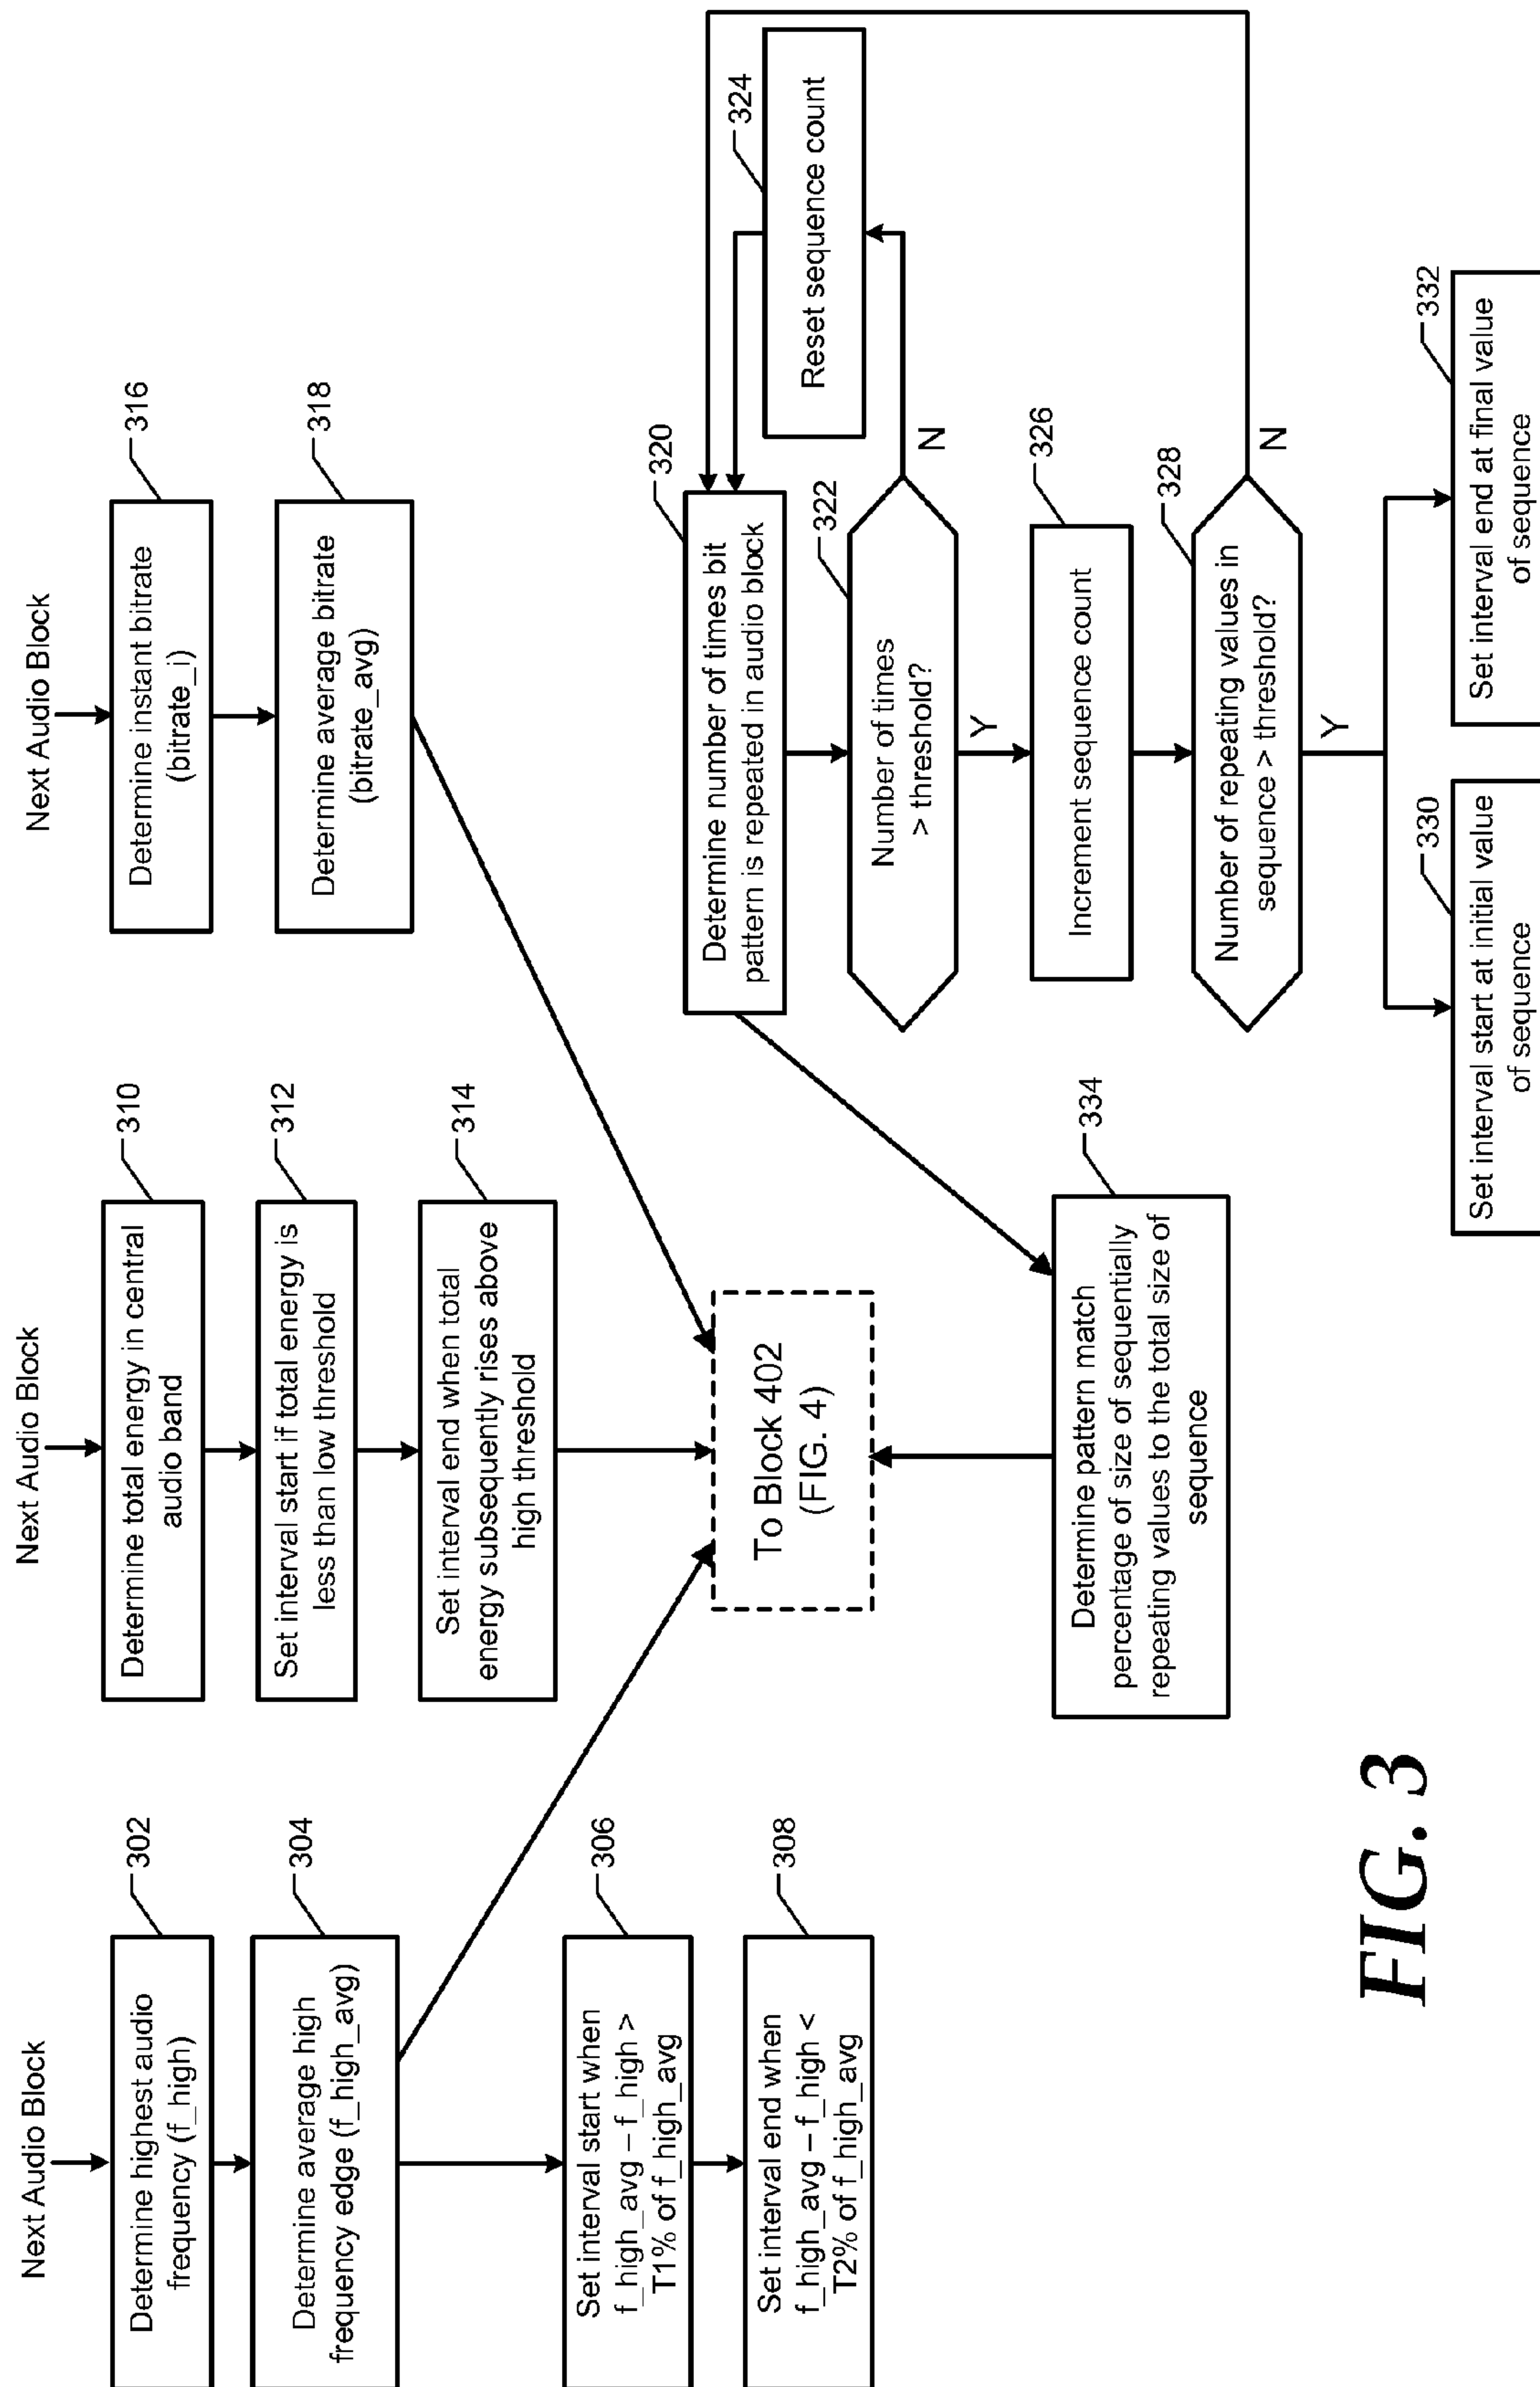 Next Audio Block
Determine highest audio
frequency (f_high)
302
Determine average high
frequency edge (f_high_avg)
304
Set interval start when
f_high_avg – f_high >
T1% of f_high_avg
306
Set interval end when
f_high_avg – f_high <
T2% of f_high_avg
308
Next Audio Block
Determine total energy in central
audio band
310
Set interval start if total energy is
less than low threshold
312
Set interval end when total
energy subsequently rises above
high threshold
314
Next Audio Block
Determine instant bitrate
(bitrate_i)
316
Determine average bitrate
(bitrate_avg)
318
To Block 402
(FIG. 4)
Determine number of times bit
pattern is repeated in audio block
320
Number of times
> threshold?
322
N
Reset sequence count
324
Y
Increment sequence count
326
Number of repeating values in
sequence > threshold?
328
N
Y
Set interval start at initial value
of sequence
330
Set interval end at final value
of sequence
332
Determine pattern match
percentage of size of sequentially
repeating values to the total size of
sequence
334
FIG. 3